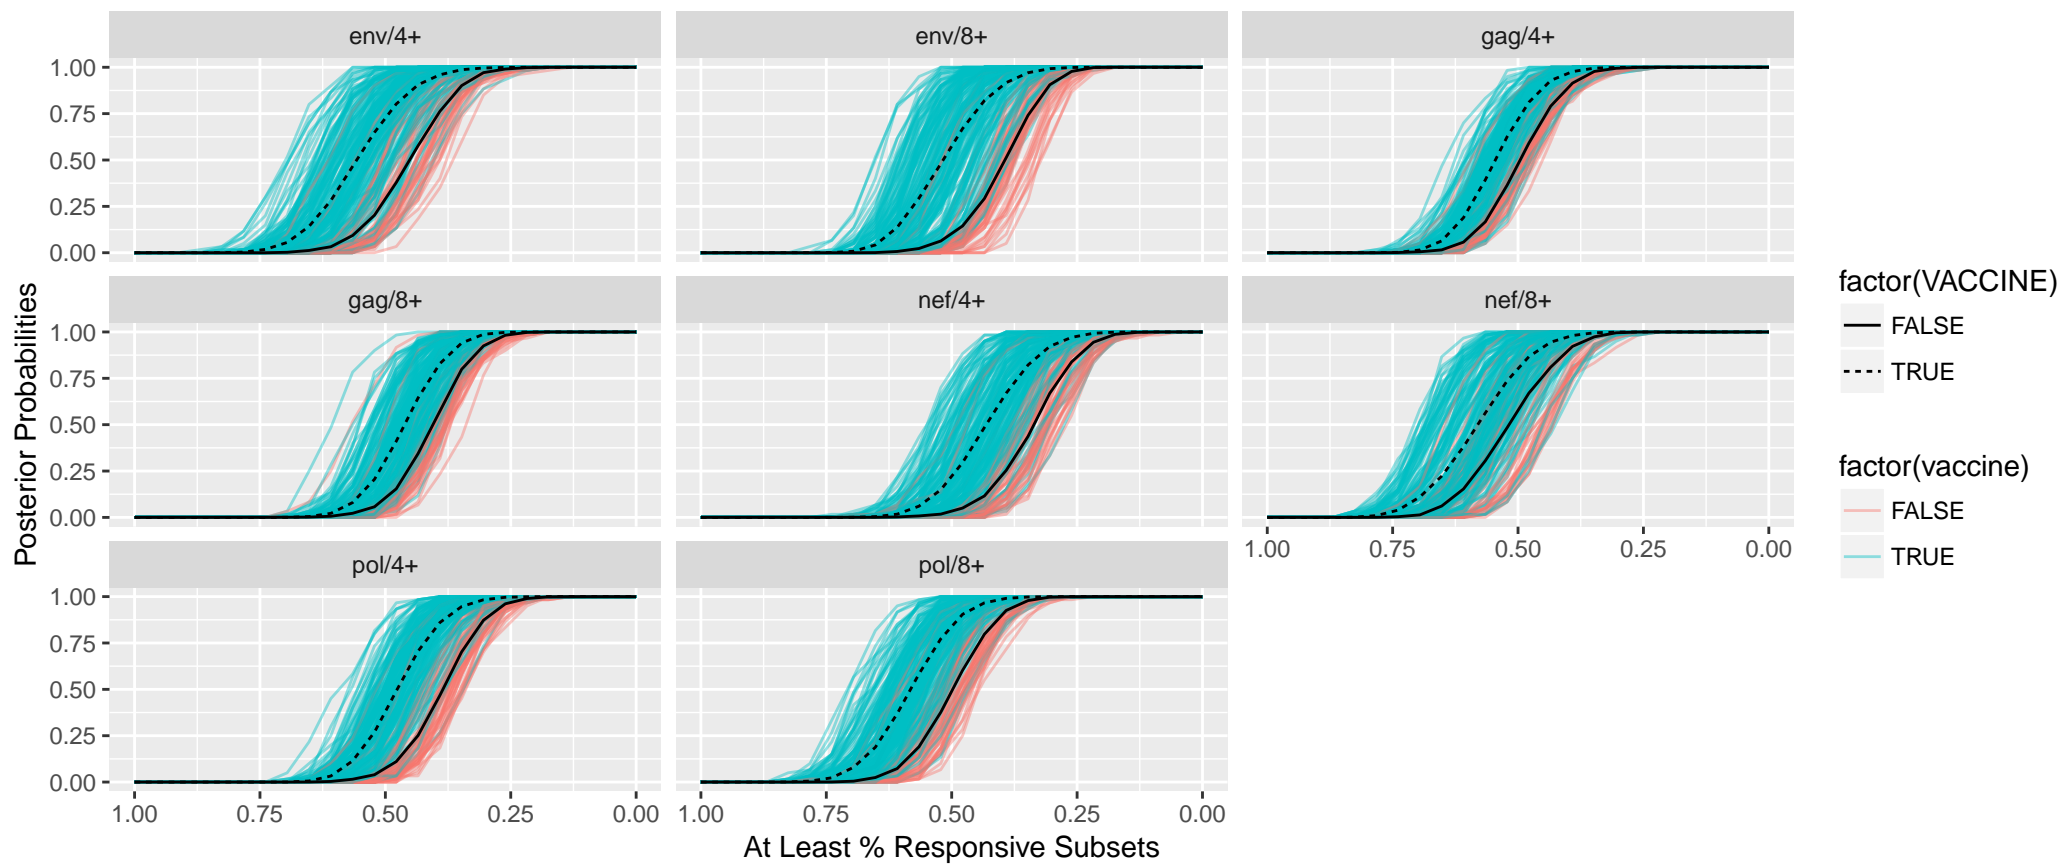 env/4+ env/8+ gag/4+
1.00
0.75
0.50
0.25
0.00
gag/8+ nef/4+ nef/8+
1.00
0.75
0.50
0.25
0.00
1.00 0.75 0.50 0.25 0.00
pol/4+ pol/8+
1.00
0.75
0.50
0.25
0.00
1.00 0.75 0.50 0.25 0.00 1.00 0.75 0.50 0.25 0.00
At Least % Responsive Subsets
Posterior Probabilities
factor(VACCINE)
FALSE
TRUE
factor(vaccine)
FALSE
TRUE